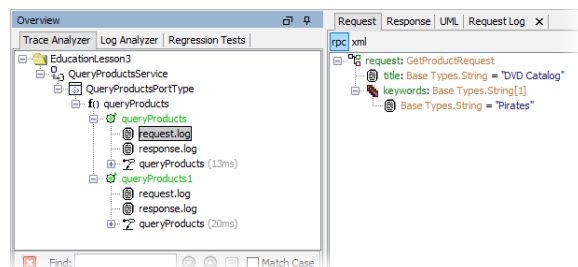 Overview
Trace Analyzer Log Analyzer Regression Tests
EducationLesson3
QueryProductsService
QueryProductsPortType
f() queryProducts
queryProducts
request.log
response.log
queryProducts (13ms)
queryProducts1
request.log
response.log
queryProducts (20ms)
Find: Match Case
Request Response UML Request Log X
rpc xml
request: GetProductRequest
title: Base Types.String = "DVD Catalog"
keywords: Base Types.String[1]
Base Types.String = "Pirates"